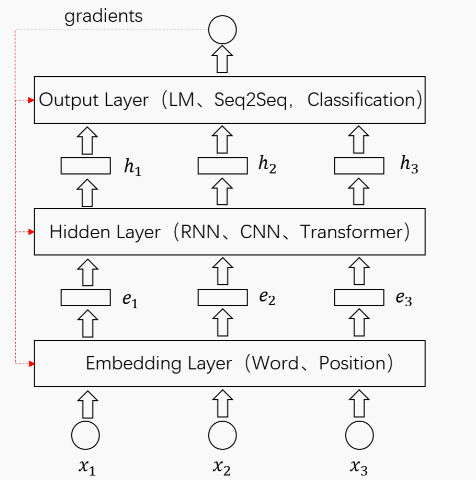 gradients
Output Layer（LM、Seq2Seq，Classification）
h₁ h₂ h₃
Hidden Layer（RNN、CNN、Transformer）
e₁ e₂ e₃
Embedding Layer（Word、Position）
x₁ x₂ x₃